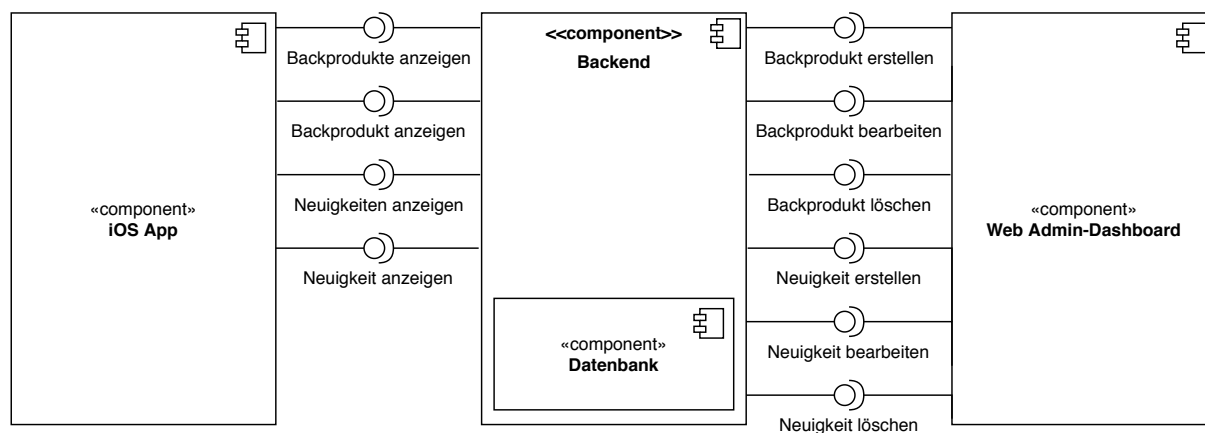 «component»
iOS App
Backprodukte anzeigen
Backprodukt anzeigen
Neuigkeiten anzeigen
Neuigkeit anzeigen
<<component>>
Backend
«component»
Datenbank
Backprodukt erstellen
Backprodukt bearbeiten
Backprodukt löschen
Neuigkeit erstellen
Neuigkeit bearbeiten
Neuigkeit löschen
«component»
Web Admin-Dashboard